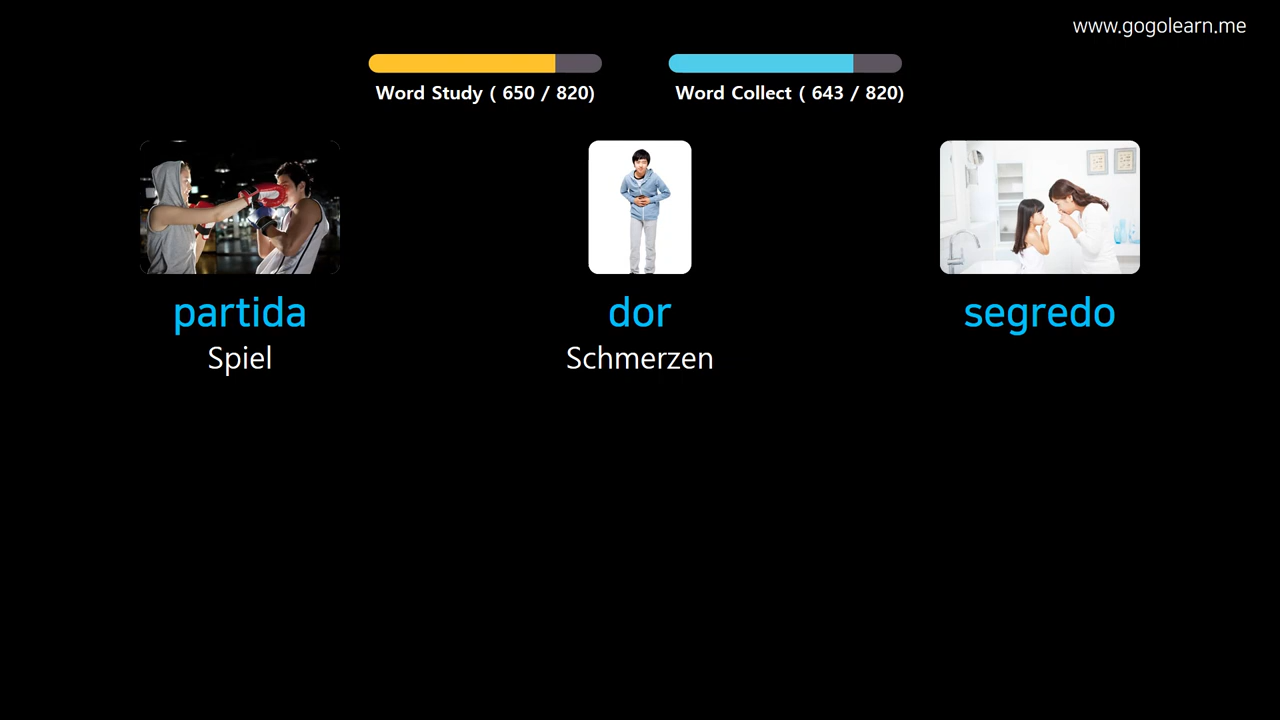 www.gogolearn.me
Word Study ( 650 / 820)
Word Collect ( 643 / 820)
partida
Spiel
dor
Schmerzen
segredo